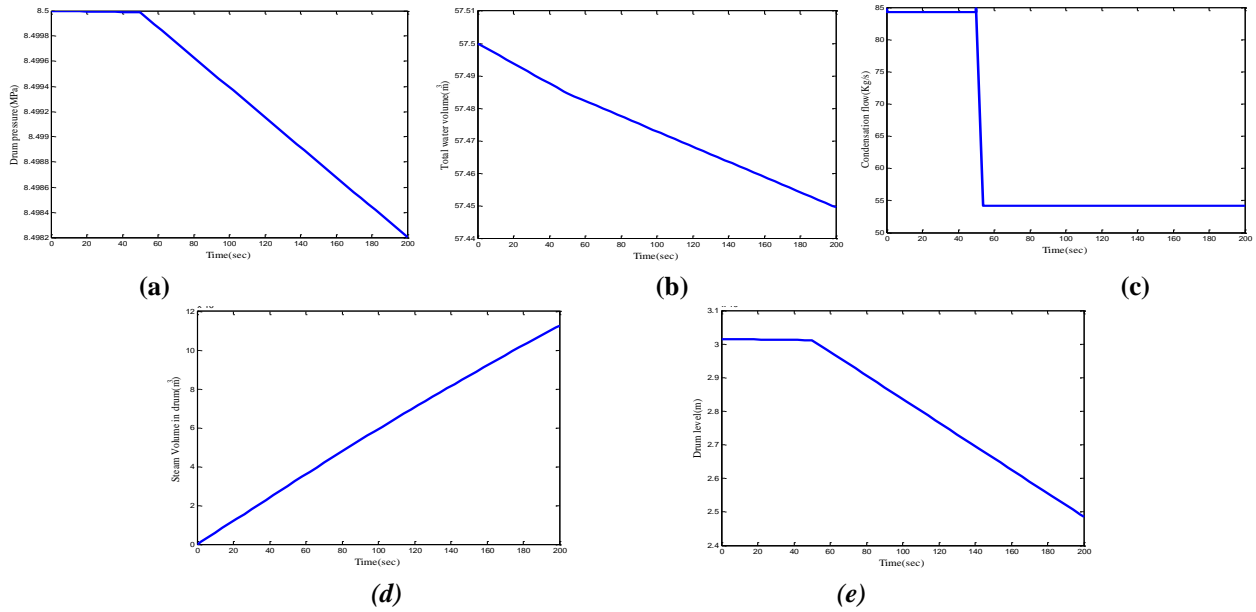 8.5
8.4998
8.4996
8.4994
8.4992
8.499
8.4988
8.4986
8.4984
8.4982
Drum pressure(MPa)
0 20 40 60 80 100 120 140 160 180 200
Time(sec)
(a)
57.51
57.5
57.49
57.48
57.47
57.46
57.45
57.44
Total water volume(m3)
0 20 40 60 80 100 120 140 160 180 200
Time(sec)
(b)
85
80
75
70
65
60
55
50
Condensation flow(Kg/s)
0 20 40 60 80 100 120 140 160 180 200
Time(sec)
(c)
12
10
8
6
4
2
0
Steam Volume in drum(m3)
0 20 40 60 80 100 120 140 160 180 200
Time(sec)
(d)
3.1
3
2.9
2.8
2.7
2.6
2.5
2.4
Drum level(m)
0 20 40 60 80 100 120 140 160 180 200
Time(sec)
(e)